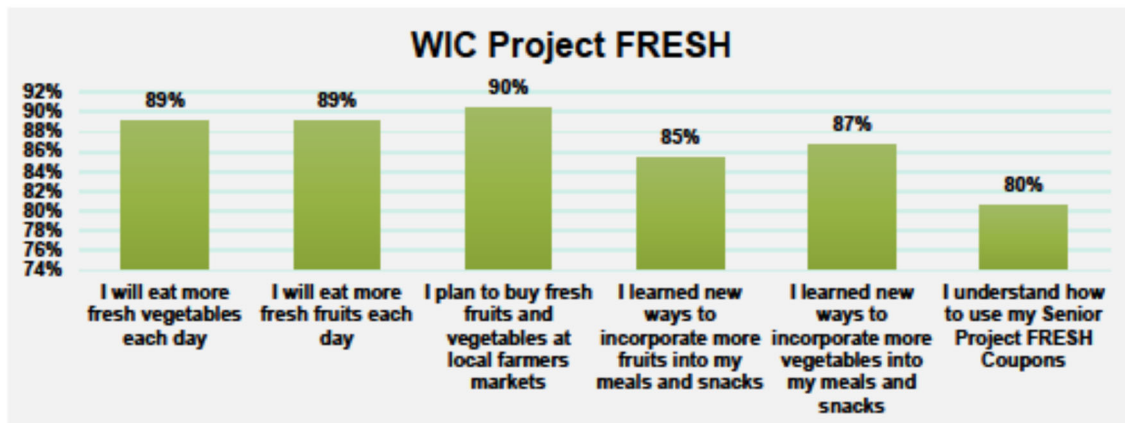 WIC Project FRESH
92%
90%
88%
86%
84%
82%
80%
78%
76%
74%
89%
89%
90%
85%
87%
80%
I will eat more
fresh vegetables
each day
I will eat more
fresh fruits each
day
I plan to buy fresh
fruits and
vegetables at
local farmers
markets
I learned new
ways to
incorporate more
fruits into my
meals and snacks
I learned new
ways to
incorporate more
vegetables into
my meals and
snacks
I understand how
to use my Senior
Project FRESH
Coupons